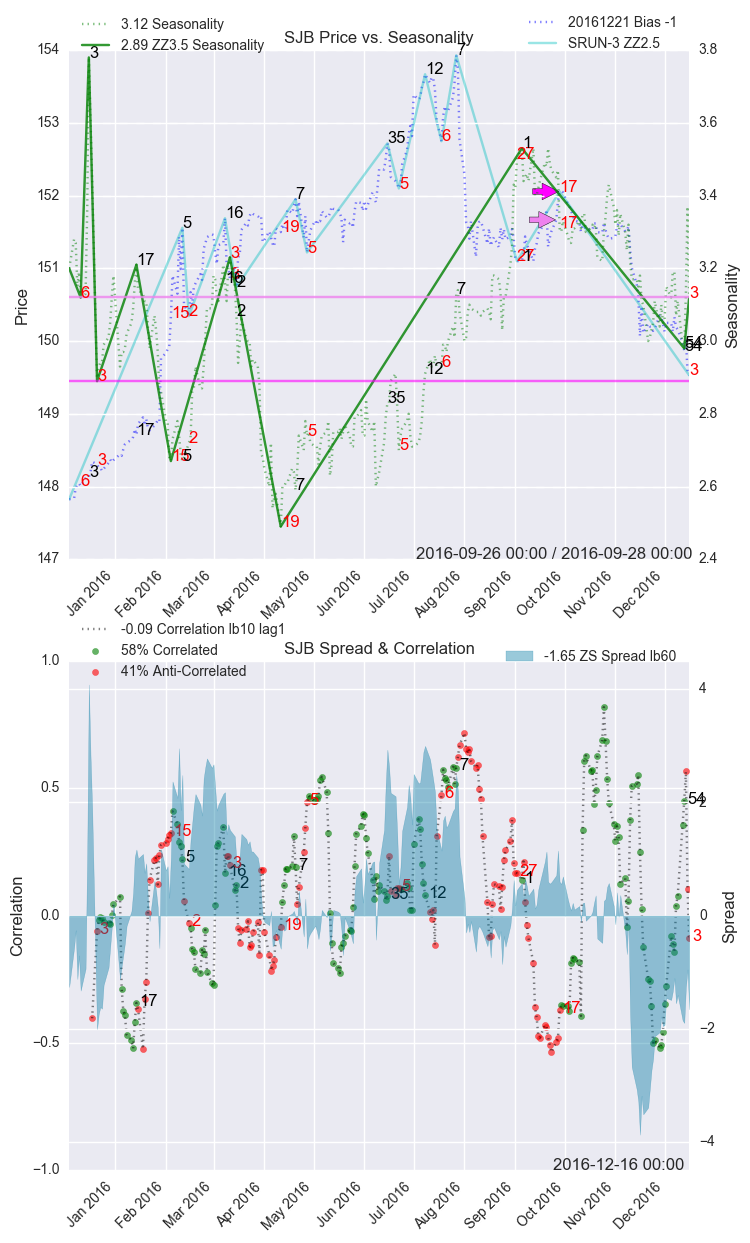 3.12 Seasonality
2.89 ZZ3.5 Seasonality
SJB Price vs. Seasonality
20161221 Bias -1
SRUN-3 ZZ2.5
154
153
152
151
150
149
148
147
Price
3.8
3.6
3.4
3.2
3.0
2.8
2.6
2.4
Seasonality
3
7
12
35
6
5
1
27
17
17
7
15
5
16
5
3
6
16
2
2
17
15
2
27
1
6
3
7
3
54
54
3
6
12
35
5
5
2
15
5
17
3
3
6
7
19
2016-09-26 00:00 / 2016-09-28 00:00
Jan 2016
Feb 2016
Mar 2016
Apr 2016
May 2016
Jun 2016
Jul 2016
Aug 2016
Sep 2016
Oct 2016
Nov 2016
Dec 2016
-0.09 Correlation lb10 lag1
58% Correlated
41% Anti-Correlated
SJB Spread & Correlation
-1.65 ZS Spread lb60
1.0
0.5
0.0
−0.5
−1.0
Correlation
4
2
0
−2
−4
Spread
7
6
5
54
15
5
3
16
2
7
35
5
12
27
1
3
2
19
3
17
17
2016-12-16 00:00
Jan 2016
Feb 2016
Mar 2016
Apr 2016
May 2016
Jun 2016
Jul 2016
Aug 2016
Sep 2016
Oct 2016
Nov 2016
Dec 2016